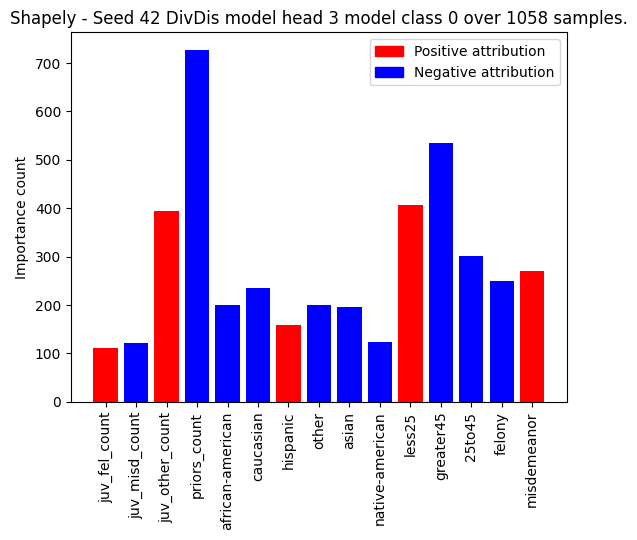 Shapely - Seed 42 DivDis model head 3 model class 0 over 1058 samples.
Positive attribution
Negative attribution
Importance count
700
600
500
400
300
200
100
0
juv_fel_count
juv_misd_count
juv_other_count
priors_count
african-american
caucasian
hispanic
other
asian
native-american
less25
greater45
25to45
felony
misdemeanor